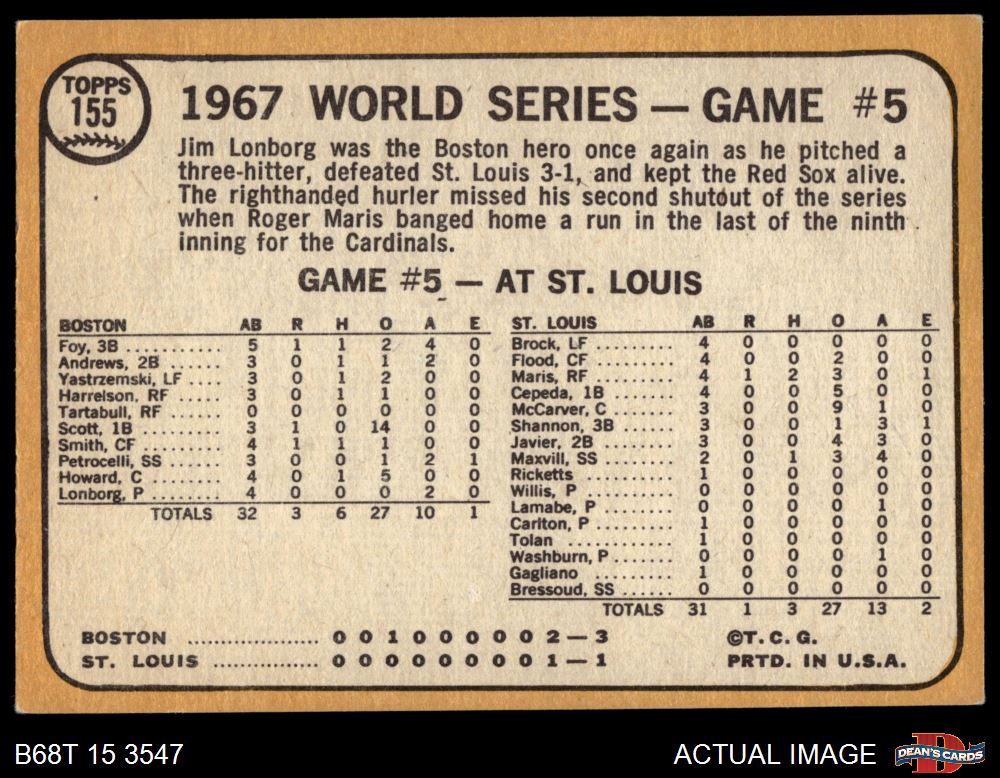 TOPPS
155
1967 WORLD SERIES — GAME #5
Jim Lonborg was the Boston hero once again as he pitched a
three-hitter, defeated St. Louis 3-1, and kept the Red Sox alive.
The righthanded hurler missed his second shutout of the series
when Roger Maris banged home a run in the last of the ninth
inning for the Cardinals.
GAME #5 — AT ST. LOUIS
BOSTON AB R H O A E
Foy, 3B ........... 5 1 1 2 4 0
Andrews, 2B ...... 3 0 1 1 2 0
Yastrzemski, LF .... 3 0 1 2 0 0
Harrelson, RF ..... 3 0 1 1 0 0
Tartabull, RF ...... 0 0 0 0 0 0
Scott, 1B ......... 3 1 0 14 0 0
Smith, CF ......... 4 1 1 1 0 0
Petrocelli, SS ...... 3 0 0 1 2 1
Howard, C ........ 4 0 1 5 0 0
Lonborg, P ........ 4 0 0 0 2 0
TOTALS 32 3 6 27 10 1
ST. LOUIS AB R H O A E
Brock, LF ......... 4 0 0 0 0 0
Flood, CF ......... 4 0 0 2 0 0
Maris, RF ......... 4 1 2 3 0 1
Cepeda, 1B ....... 4 0 0 5 0 0
McCarver, C ...... 3 0 0 9 1 0
Shannon, 3B ...... 3 0 0 1 3 1
Javier, 2B ......... 3 0 0 4 3 0
Maxvill, SS ........ 2 0 1 3 4 0
Ricketts .......... 1 0 0 0 0 0
Willis, P .......... 0 0 0 0 0 0
Lamabe, P ........ 0 0 0 0 1 0
Carlton, P ........ 1 0 0 0 0 0
Tolan ............ 1 0 0 0 0 0
Washburn, P ...... 0 0 0 0 1 0
Gagliano ......... 1 0 0 0 0 0
Bressoud, SS ...... 0 0 0 0 0 0
TOTALS 31 1 3 27 13 2
BOSTON .................. 0 0 1 0 0 0 0 0 2 — 3
ST. LOUIS .............. 0 0 0 0 0 0 0 0 1 — 1
©T.C.G.
PRTD. IN U.S.A.
B68T 15 3547
ACTUAL IMAGE
DEAN'S CARDS